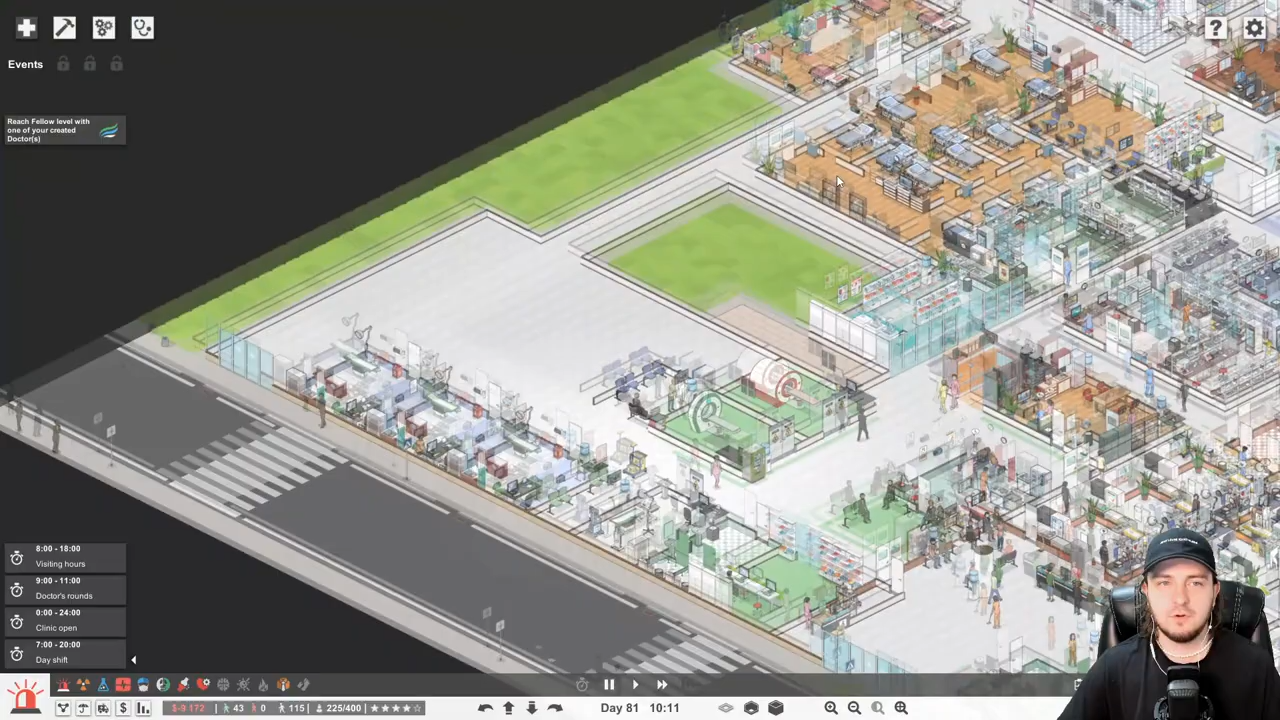 Events
Reach Fellow level with
one of your created
Doctor(s)
?
8:00 - 18:00
Visiting hours
9:00 - 11:00
Doctor's rounds
0:00 - 24:00
Clinic open
7:00 - 20:00
Day shift
$-9 172
43
0
115
225/400
Day 81 10:11